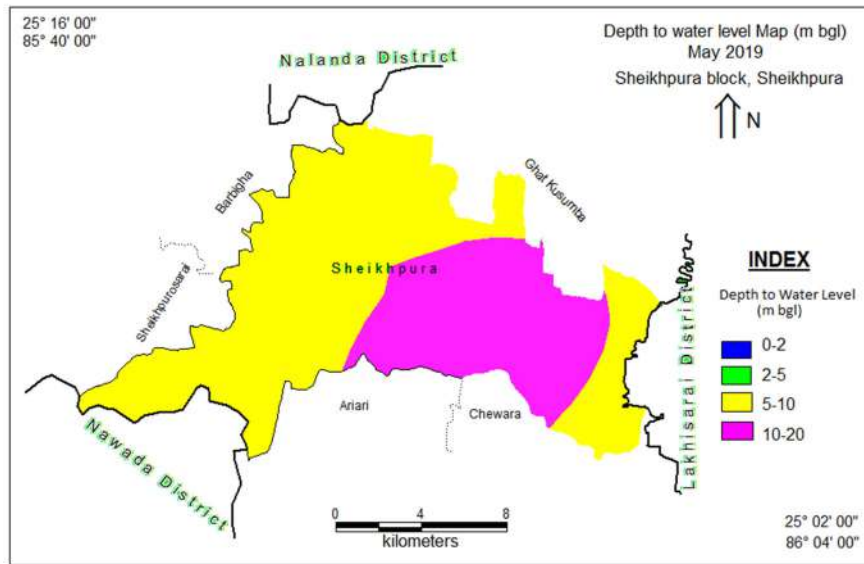 25° 16' 00"
85° 40' 00"
Depth to water level Map (m bgl)
May 2019
Sheikhpura block, Sheikhpura
N
Nalanda District
Barbigha
Ghat Kusumba
Sheikhpurosarai
Sheikhpura
Lakhisarai District
INDEX
Depth to Water Level
(m bgl)
0-2
2-5
5-10
10-20
Ariari
Chewara
Nawada District
0 4 8
kilometers
25° 02' 00"
86° 04' 00"